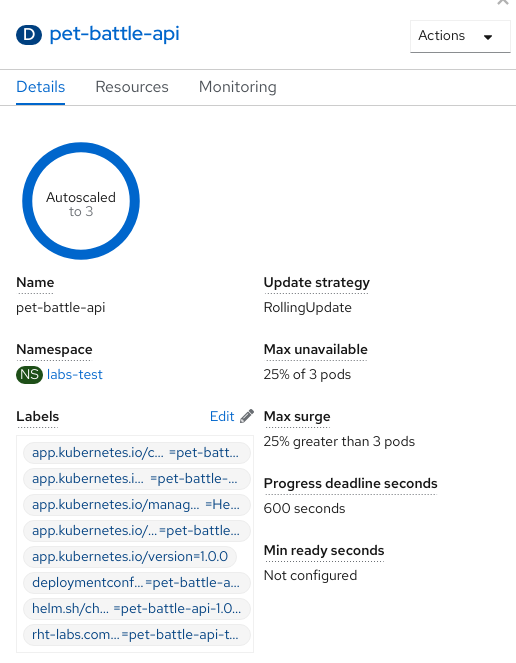 D pet-battle-api
Actions
Details Resources Monitoring
Autoscaled
to 3
Name
pet-battle-api
Update strategy
RollingUpdate
Namespace
NS labs-test
Max unavailable
25% of 3 pods
Labels Edit
app.kubernetes.io/c... =pet-batt...
app.kubernetes.i... =pet-battle-...
app.kubernetes.io/manag... =He...
app.kubernetes.io/...=pet-battle...
app.kubernetes.io/version=1.0.0
deploymentconf...=pet-battle-a...
helm.sh/ch... =pet-battle-api-1.0...
rht-labs.com...=pet-battle-api-t...
Max surge
25% greater than 3 pods
Progress deadline seconds
600 seconds
Min ready seconds
Not configured